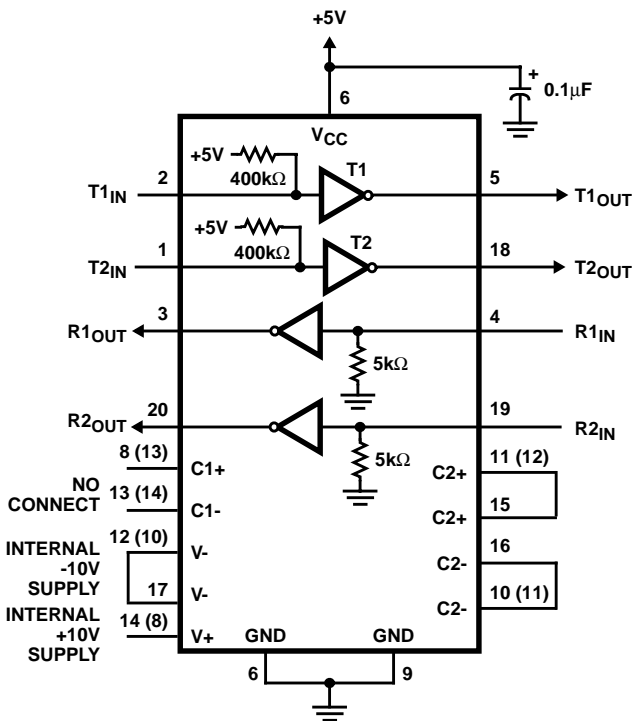 +5V
6
+
0.1µF
VCC
+5V
400kΩ
T1
2
5
T1IN
T1OUT
+5V
400kΩ
T2
1
18
T2IN
T2OUT
3
4
R1OUT
R1IN
5kΩ
20
19
R2OUT
R2IN
5kΩ
8 (13)
C1+
NO
CONNECT
13 (14)
C1-
11 (12)
C2+
15
C2+
12 (10)
INTERNAL
-10V
SUPPLY
V-
17
V-
16
C2-
10 (11)
C2-
INTERNAL
+10V
SUPPLY
14 (8)
V+
GND
GND
6
9